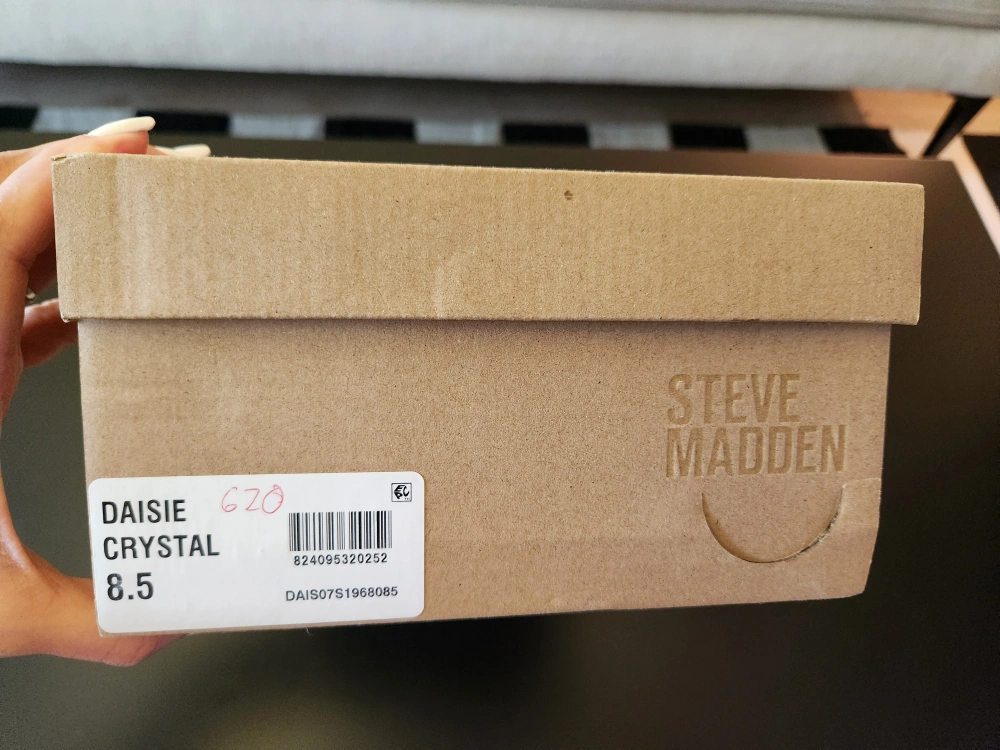 STEVE
MADDEN
DAISIE
620
CRYSTAL
8.5
824095320252
DAIS07S1968085